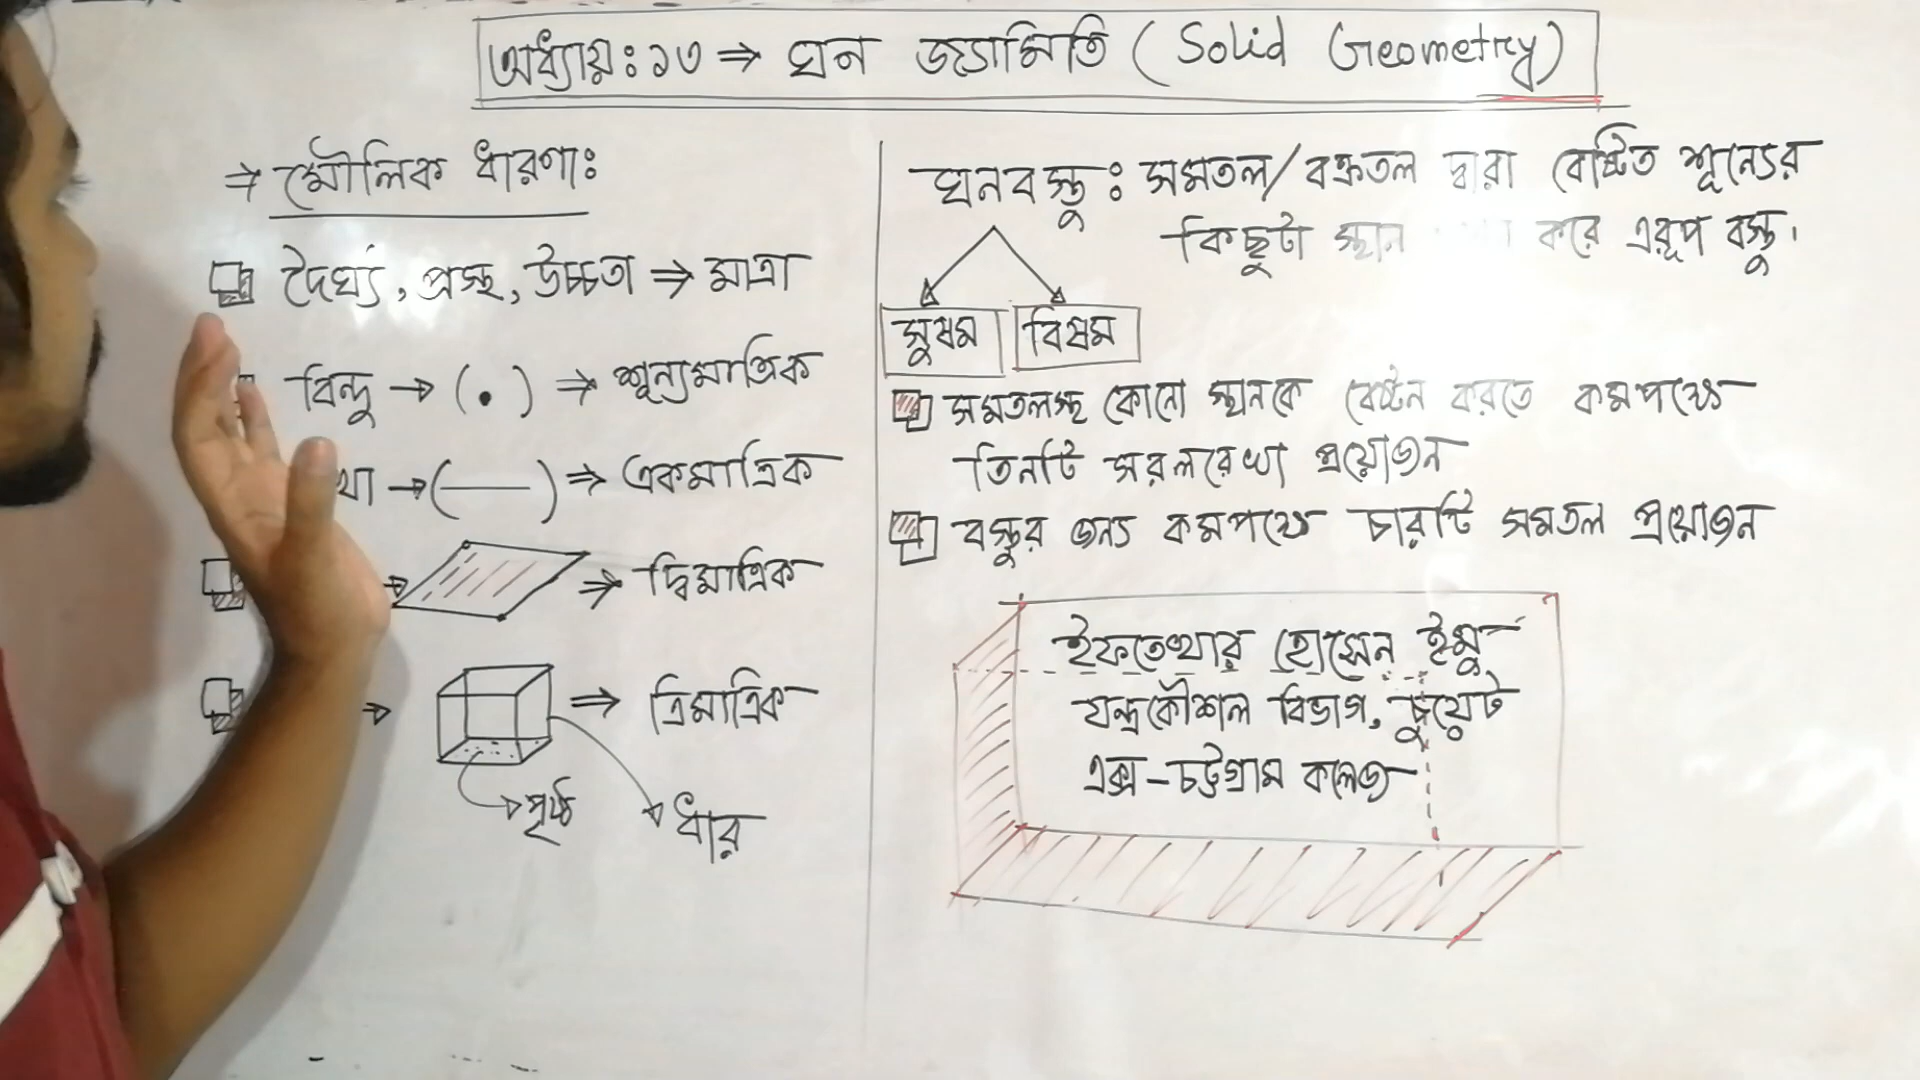 অধ্যায়ঃ১৩ ⇒ ঘন জ্যামিতি (Solid Geometry)
⇒ মৌলিক ধারণাঃ
দৈর্ঘ্য, প্রস্থ, উচ্চতা ⇒ মাত্রা
বিন্দু → (•) ⇒ শূন্যমাত্রিক
খা → (—) ⇒ একমাত্রিক
→ ⇒ দ্বিমাত্রিক
→ ⇒ ত্রিমাত্রিক
পৃষ্ঠ
ধার
ঘনবস্তু : সমতল/বক্রতল দ্বারা বেষ্টিত শূন্যের
কিছুটা স্থান করে এরূপ বস্তু।
সুষম বিষম
সমতলস্থ কোনো স্থানকে বেষ্টন করতে কমপক্ষে
তিনটি সরলরেখা প্রয়োজন
বস্তুর জন্য কমপক্ষে চারটি সমতল প্রয়োজন
ইফতেখার হোসেন ইমু
যন্ত্রকৌশল বিভাগ, চুয়েট
এক্স-চট্টগ্রাম কলেজ